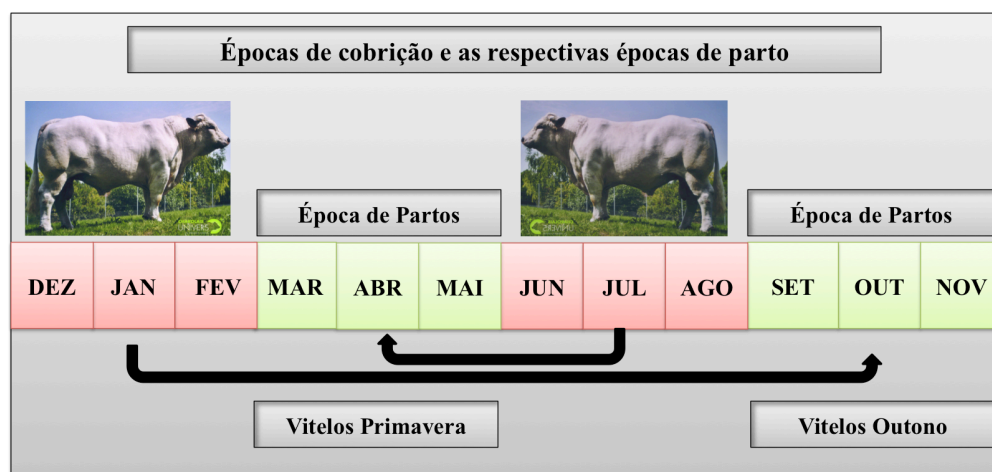 Épocas de cobrição e as respectivas épocas de parto
UNIVERS
Época de Partos
Época de Partos
DEZ JAN FEV MAR ABR MAI JUN JUL AGO SET OUT NOV
Vitelos Primavera
Vitelos Outono